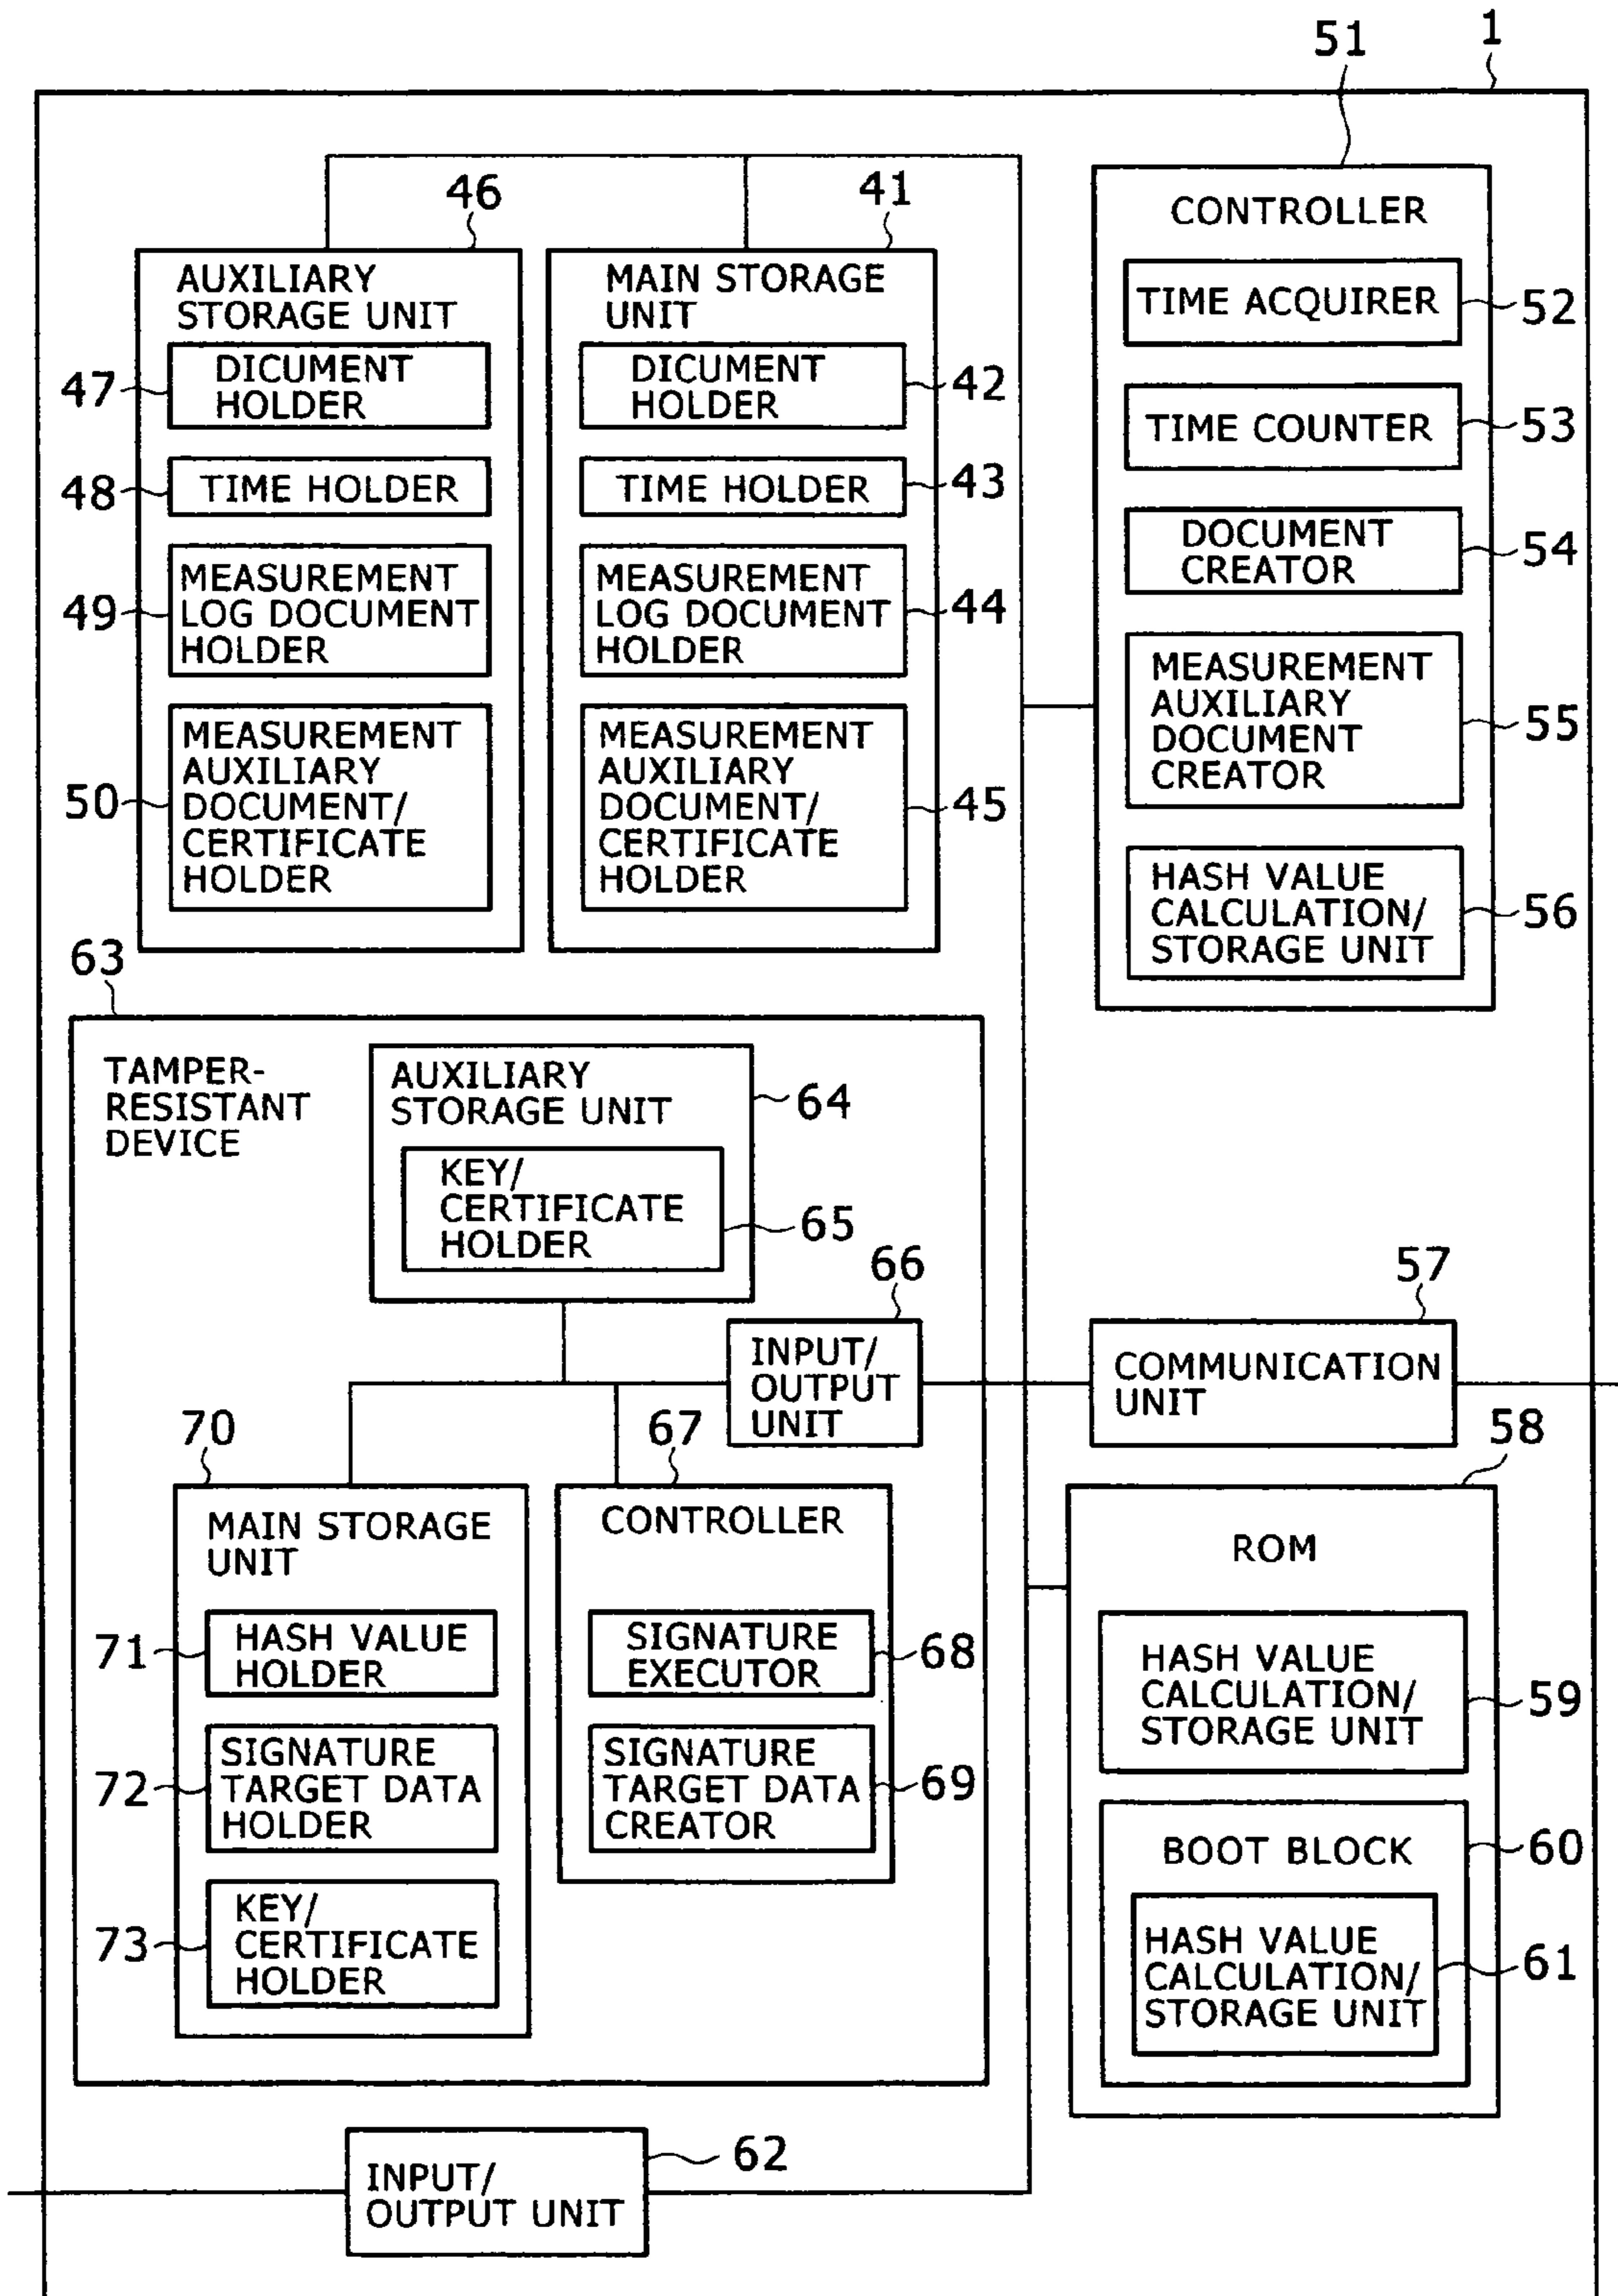 1
51
46
41
CONTROLLER
AUXILIARY
STORAGE UNIT
MAIN STORAGE
UNIT
TIME ACQUIRER
52
47
DICUMENT
HOLDER
DICUMENT
HOLDER
42
TIME COUNTER
53
48
TIME HOLDER
TIME HOLDER
43
DOCUMENT
CREATOR
54
49
MEASUREMENT
LOG DOCUMENT
HOLDER
MEASUREMENT
LOG DOCUMENT
HOLDER
44
MEASUREMENT
AUXILIARY
DOCUMENT
CREATOR
55
50
MEASUREMENT
AUXILIARY
DOCUMENT/
CERTIFICATE
HOLDER
MEASUREMENT
AUXILIARY
DOCUMENT/
CERTIFICATE
HOLDER
45
HASH VALUE
CALCULATION/
STORAGE UNIT
56
63
TAMPER-
RESISTANT
DEVICE
AUXILIARY
STORAGE UNIT
64
KEY/
CERTIFICATE
HOLDER
65
66
57
INPUT/
OUTPUT
UNIT
COMMUNICATION
UNIT
70
67
58
MAIN STORAGE
UNIT
CONTROLLER
ROM
71
HASH VALUE
HOLDER
SIGNATURE
EXECUTOR
68
HASH VALUE
CALCULATION/
STORAGE UNIT
59
72
SIGNATURE
TARGET DATA
HOLDER
SIGNATURE
TARGET DATA
CREATOR
69
BOOT BLOCK
60
73
KEY/
CERTIFICATE
HOLDER
HASH VALUE
CALCULATION/
STORAGE UNIT
61
62
INPUT/
OUTPUT UNIT